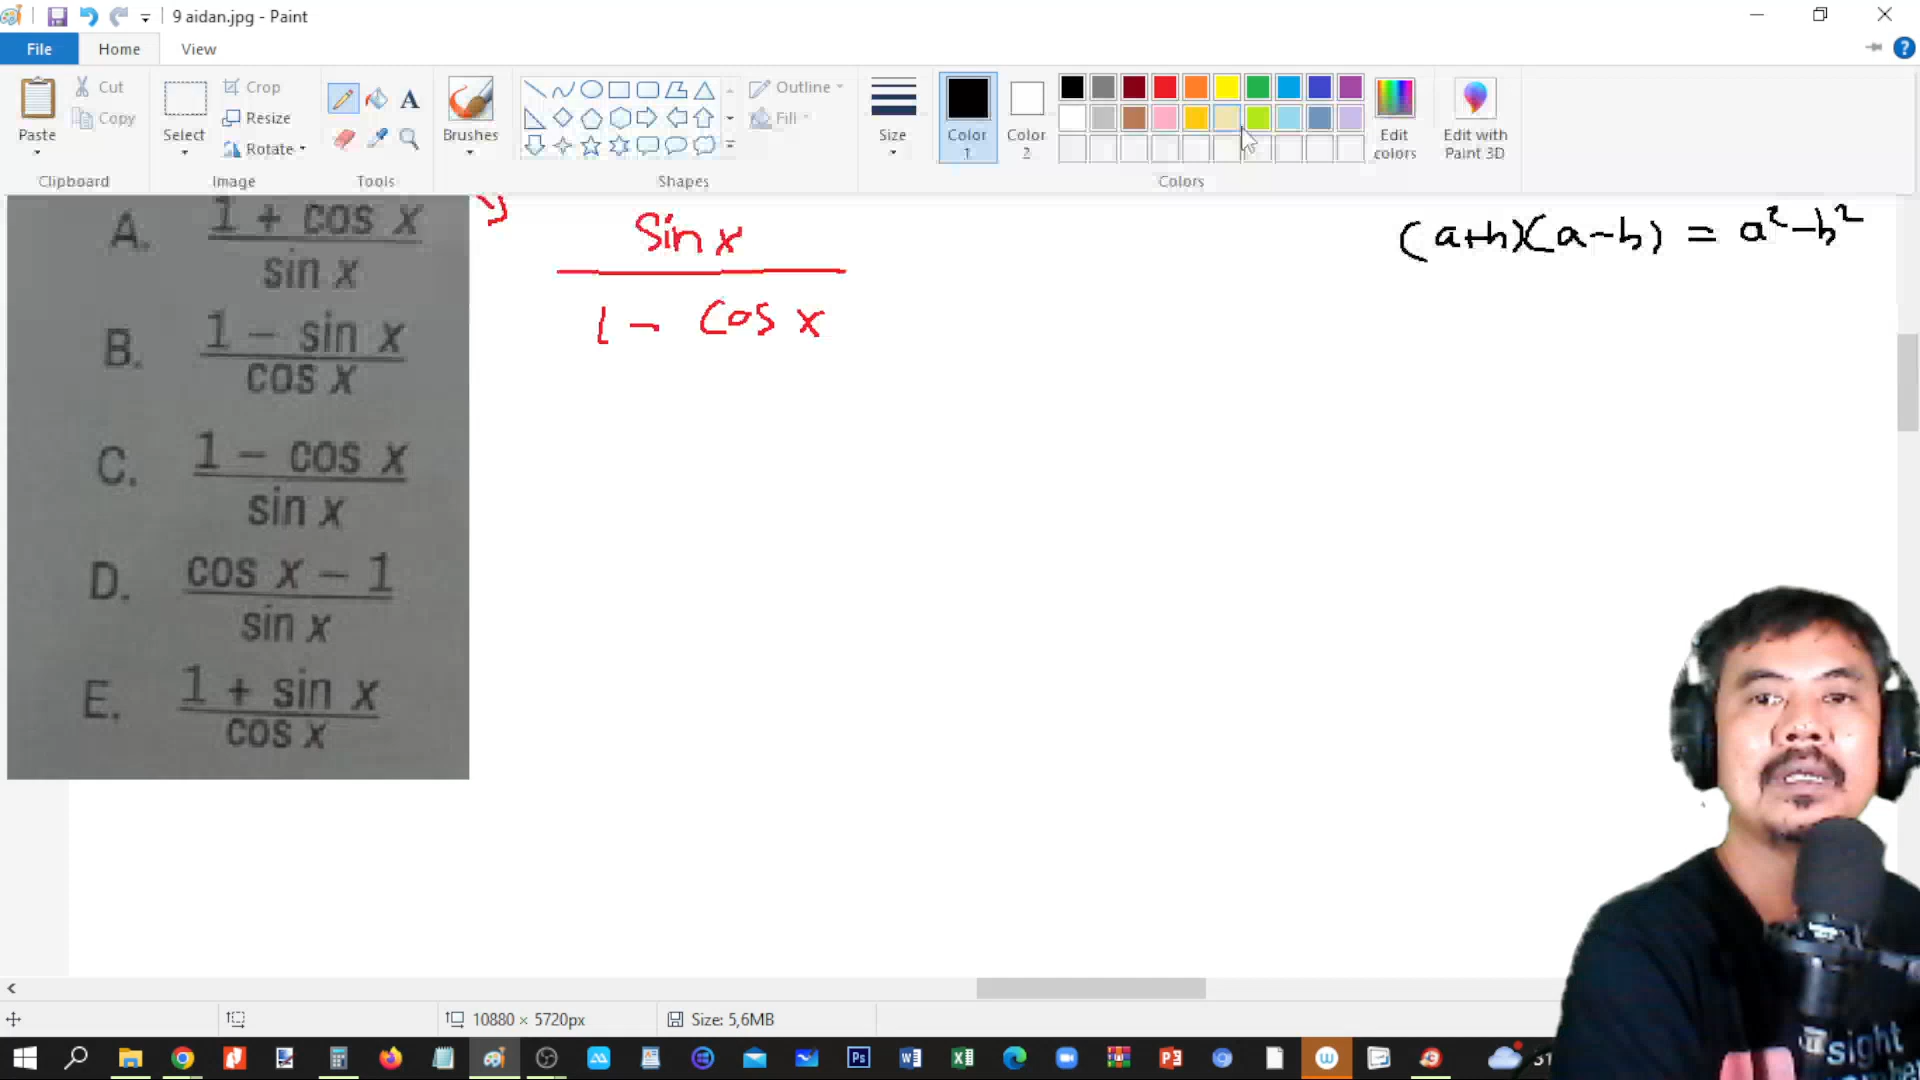 9 aidan.jpg - Paint
File Home View
Paste Cut Copy Clipboard
Select Crop Resize Rotate Image
Tools
Brushes
Shapes
Outline Fill
Size
Color 1 Color 2
Colors
Edit colors
Edit with Paint 3D
A. 1 + cos x
sin x
B. 1 - sin x
cos x
C. 1 - cos x
sin x
D. cos x - 1
sin x
E. 1 + sin x
cos x
Sin x
1 - Cos x
(a+b)(a-b) = a²-b²
10880 × 5720px
Size: 5,6MB
31
sight